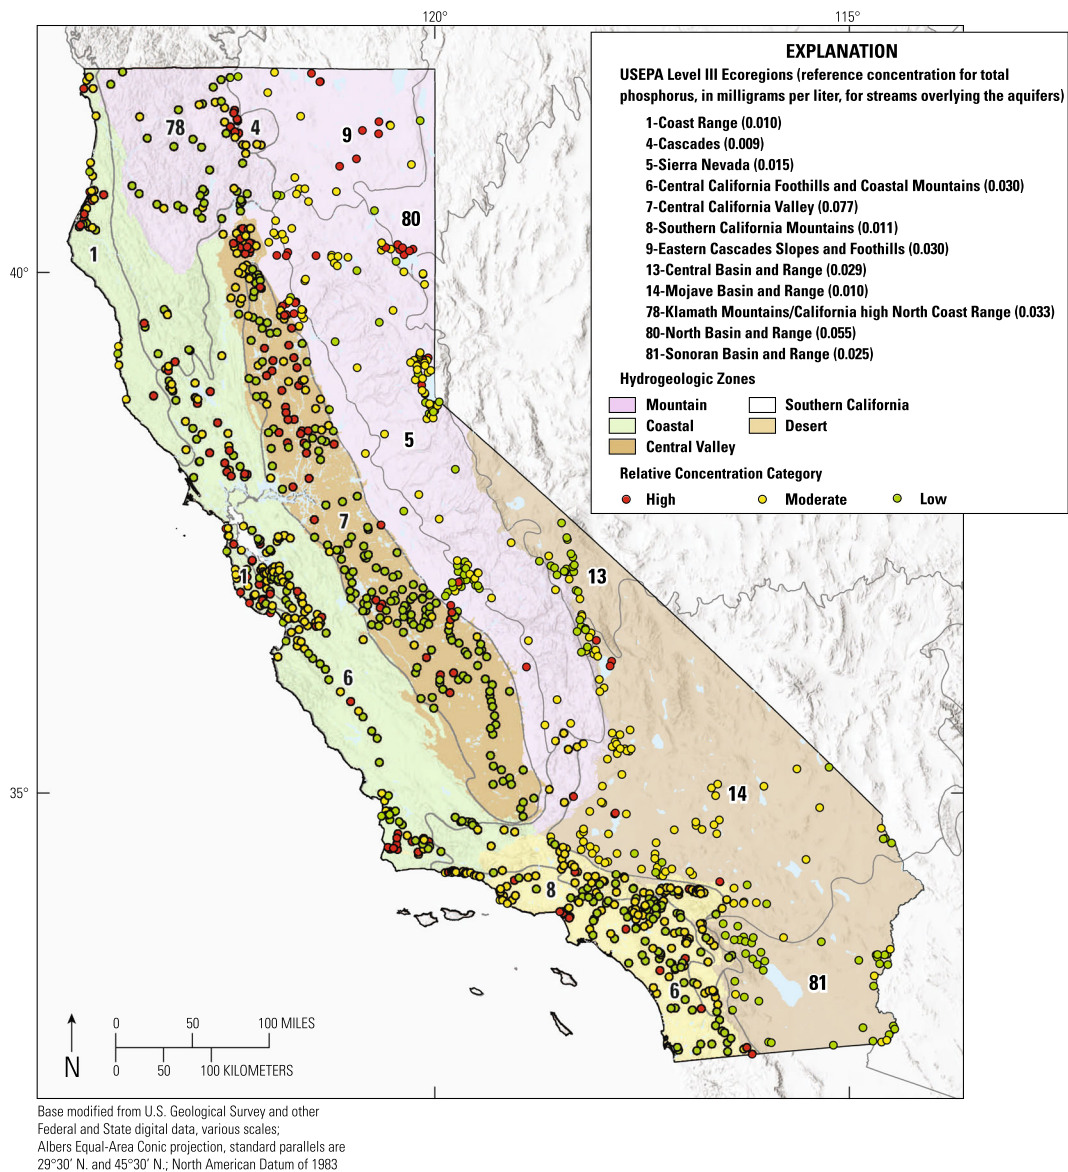 120°
115°
EXPLANATION
USEPA Level III Ecoregions (reference concentration for total
phosphorus, in milligrams per liter, for streams overlying the aquifers)
1-Coast Range (0.010)
4-Cascades (0.009)
5-Sierra Nevada (0.015)
6-Central California Foothills and Coastal Mountains (0.030)
7-Central California Valley (0.077)
8-Southern California Mountains (0.011)
9-Eastern Cascades Slopes and Foothills (0.030)
13-Central Basin and Range (0.029)
14-Mojave Basin and Range (0.010)
78-Klamath Mountains/California high North Coast Range (0.033)
80-North Basin and Range (0.055)
81-Sonoran Basin and Range (0.025)
Hydrogeologic Zones
Mountain
Southern California
Coastal
Desert
Central Valley
Relative Concentration Category
High
Moderate
Low
78
4
9
80
1
40°
5
7
13
1
6
35°
14
8
81
6
N
0 50 100 MILES
0 50 100 KILOMETERS
Base modified from U.S. Geological Survey and other
Federal and State digital data, various scales;
Albers Equal-Area Conic projection, standard parallels are
29°30' N. and 45°30' N.; North American Datum of 1983